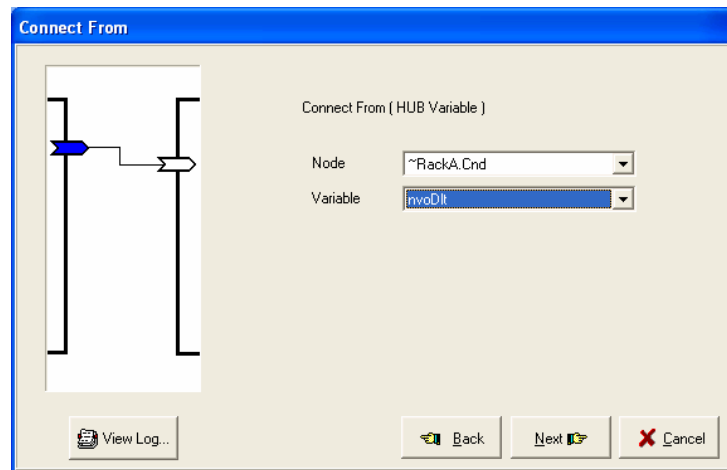 Connect From
Connect From ( HUB Variable )
Node ~RackA.Cnd
Variable nvoDlt
View Log... Back Next Cancel